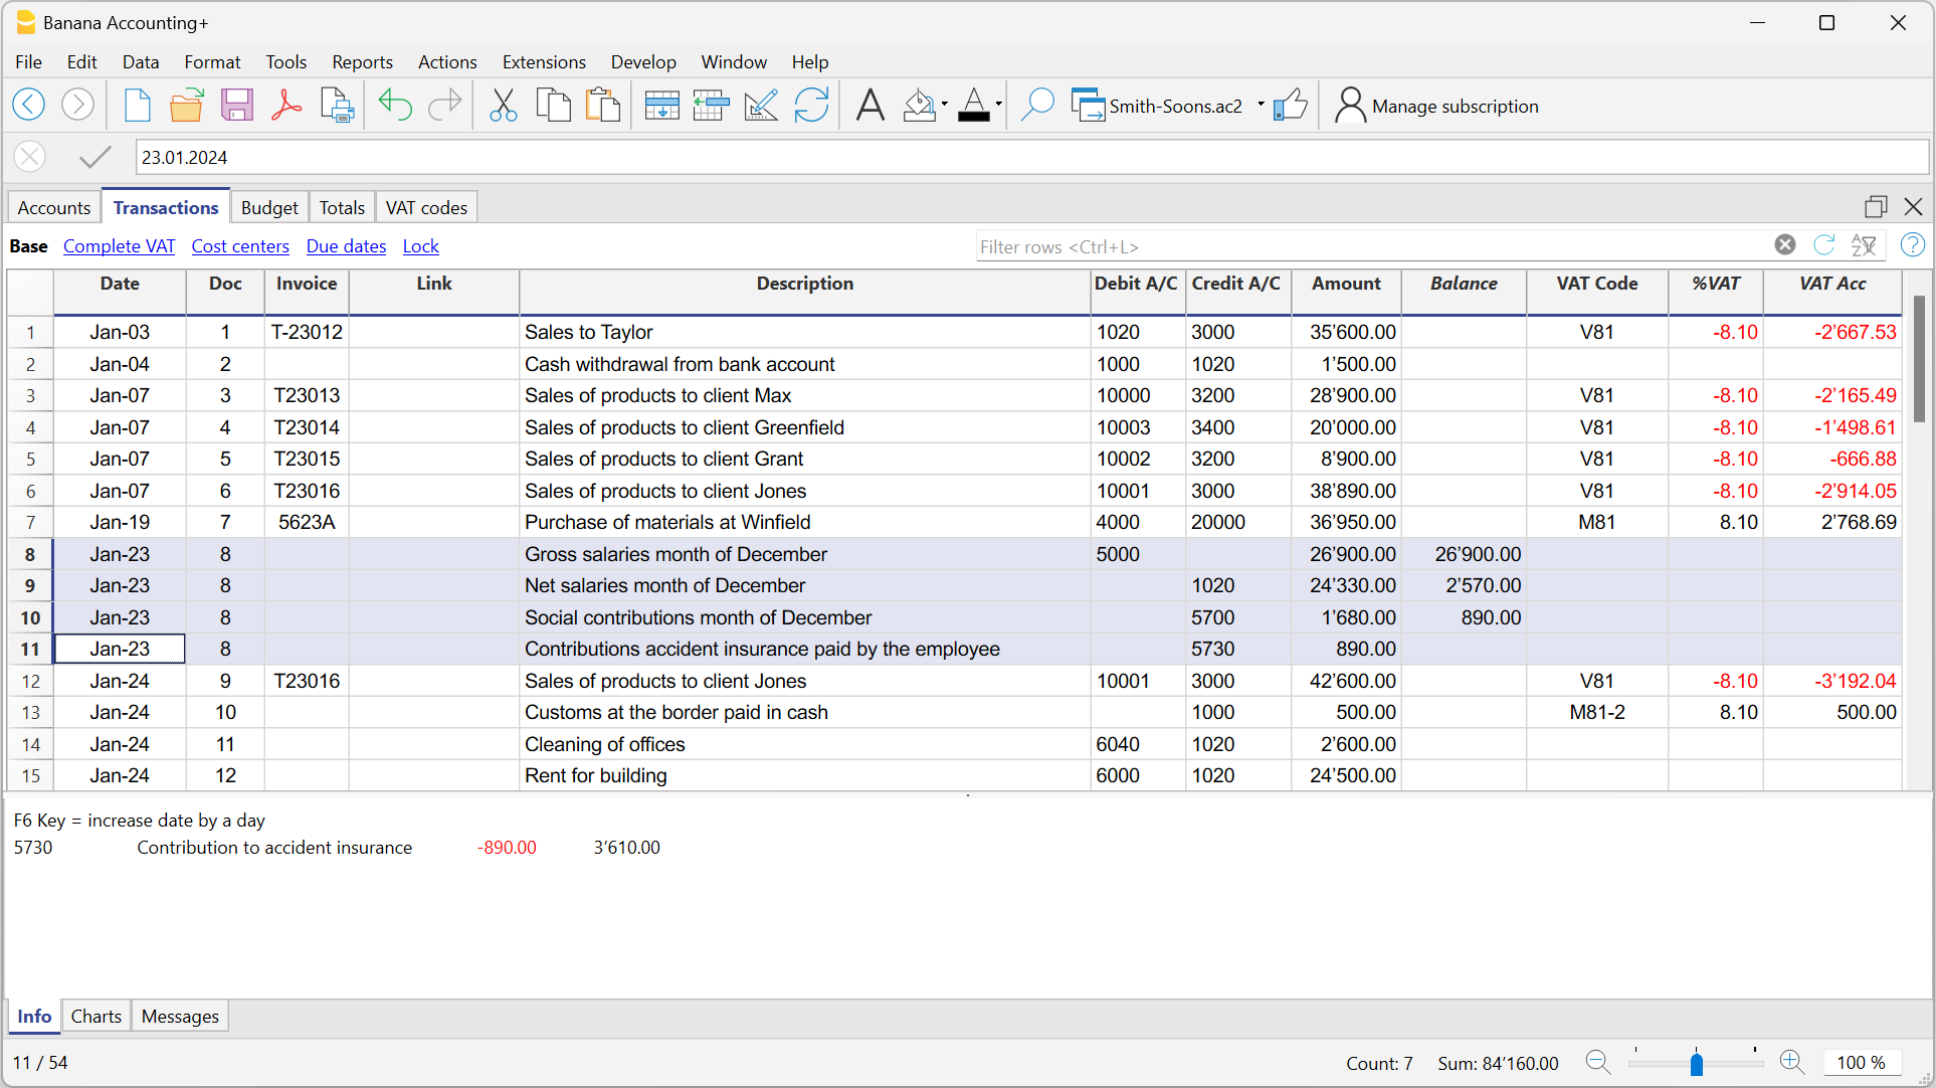 Banana Accounting+
File Edit Data Format Tools Reports Actions Extensions Develop Window Help
Smith-Soons.ac2 Manage subscription
23.01.2024
Accounts Transactions Budget Totals VAT codes
Base Complete VAT Cost centers Due dates Lock Filter rows <Ctrl+L>
Date Doc Invoice Link Description Debit A/C Credit A/C Amount Balance VAT Code %VAT VAT Acc
1 Jan-03 1 T-23012 Sales to Taylor 1020 3000 35’600.00 V81 -8.10 -2’667.53
2 Jan-04 2 Cash withdrawal from bank account 1000 1020 1’500.00
3 Jan-07 3 T23013 Sales of products to client Max 10000 3200 28’900.00 V81 -8.10 -2’165.49
4 Jan-07 4 T23014 Sales of products to client Greenfield 10003 3400 20’000.00 V81 -8.10 -1’498.61
5 Jan-07 5 T23015 Sales of products to client Grant 10002 3200 8’900.00 V81 -8.10 -666.88
6 Jan-07 6 T23016 Sales of products to client Jones 10001 3000 38’890.00 V81 -8.10 -2’914.05
7 Jan-19 7 5623A Purchase of materials at Winfield 4000 20000 36’950.00 M81 8.10 2’768.69
8 Jan-23 8 Gross salaries month of December 5000 26’900.00 26’900.00
9 Jan-23 8 Net salaries month of December 1020 24’330.00 2’570.00
10 Jan-23 8 Social contributions month of December 5700 1’680.00 890.00
11 Jan-23 8 Contributions accident insurance paid by the employee 5730 890.00
12 Jan-24 9 T23016 Sales of products to client Jones 10001 3000 42’600.00 V81 -8.10 -3’192.04
13 Jan-24 10 Customs at the border paid in cash 1000 500.00 M81-2 8.10 500.00
14 Jan-24 11 Cleaning of offices 6040 1020 2’600.00
15 Jan-24 12 Rent for building 6000 1020 24’500.00
F6 Key = increase date by a day
5730 Contribution to accident insurance -890.00 3’610.00
Info Charts Messages
11 / 54 Count: 7 Sum: 84’160.00 100 %